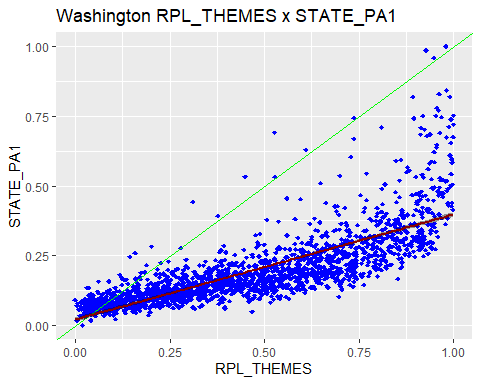 Washington RPL_THEMES x STATE_PA1
1.00
0.75
0.50
0.25
0.00
STATE_PA1
0.00 0.25 0.50 0.75 1.00
RPL_THEMES